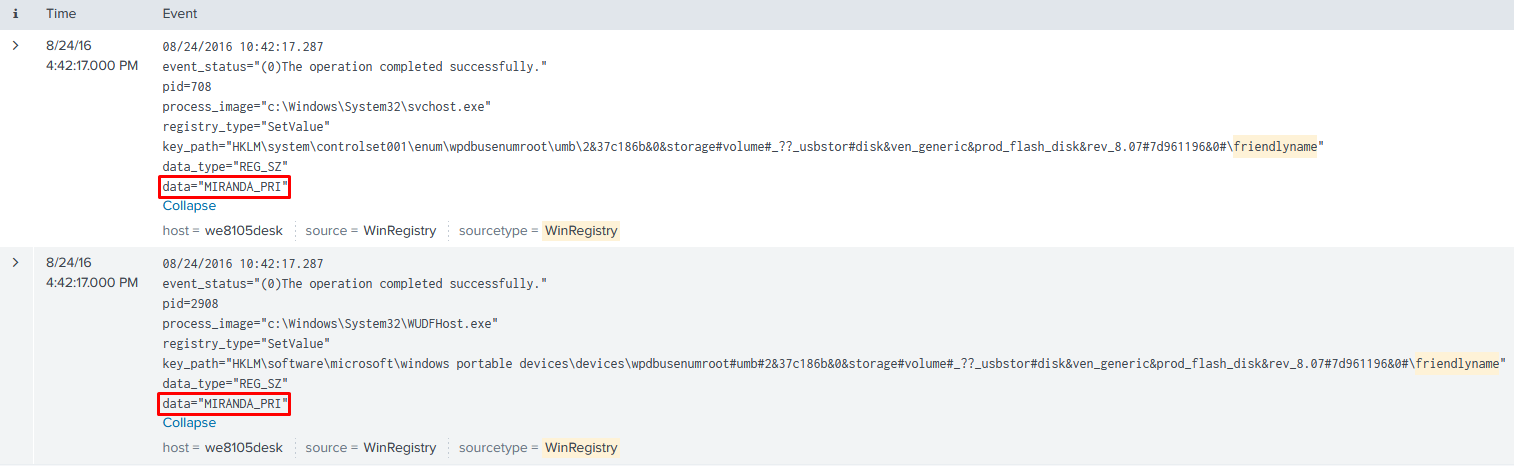 i Time Event
8/24/16
4:42:17.000 PM
08/24/2016 10:42:17.287
event_status="(0)The operation completed successfully."
pid=708
process_image="c:\Windows\System32\svchost.exe"
registry_type="SetValue"
key_path="HKLM\system\controlset001\enum\wpdbusenumroot\umb\2&37c186b&0&storage#volume#_??_usbstor#disk&ven_generic&prod_flash_disk&rev_8.07#7d961196&0#\friendlyname"
data_type="REG_SZ"
data="MIRANDA_PRI"
Collapse
host = we8105desk source = WinRegistry sourcetype = WinRegistry
8/24/16
4:42:17.000 PM
08/24/2016 10:42:17.287
event_status="(0)The operation completed successfully."
pid=2908
process_image="c:\Windows\System32\WUDFHost.exe"
registry_type="SetValue"
key_path="HKLM\software\microsoft\windows portable devices\devices\wpdbusenumroot#umb#2&37c186b&0&storage#volume#_??_usbstor#disk&ven_generic&prod_flash_disk&rev_8.07#7d961196&0#\friendlyname"
data_type="REG_SZ"
data="MIRANDA_PRI"
Collapse
host = we8105desk source = WinRegistry sourcetype = WinRegistry